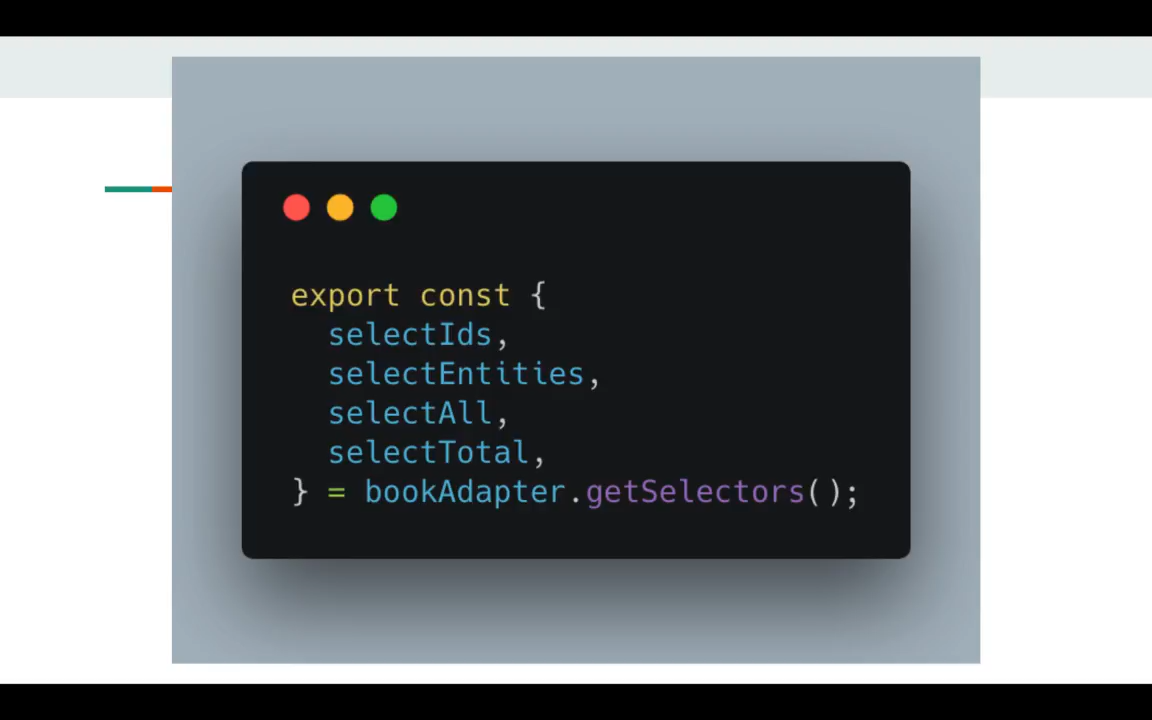 export const {
selectIds,
selectEntities,
selectAll,
selectTotal,
} = bookAdapter.getSelectors();